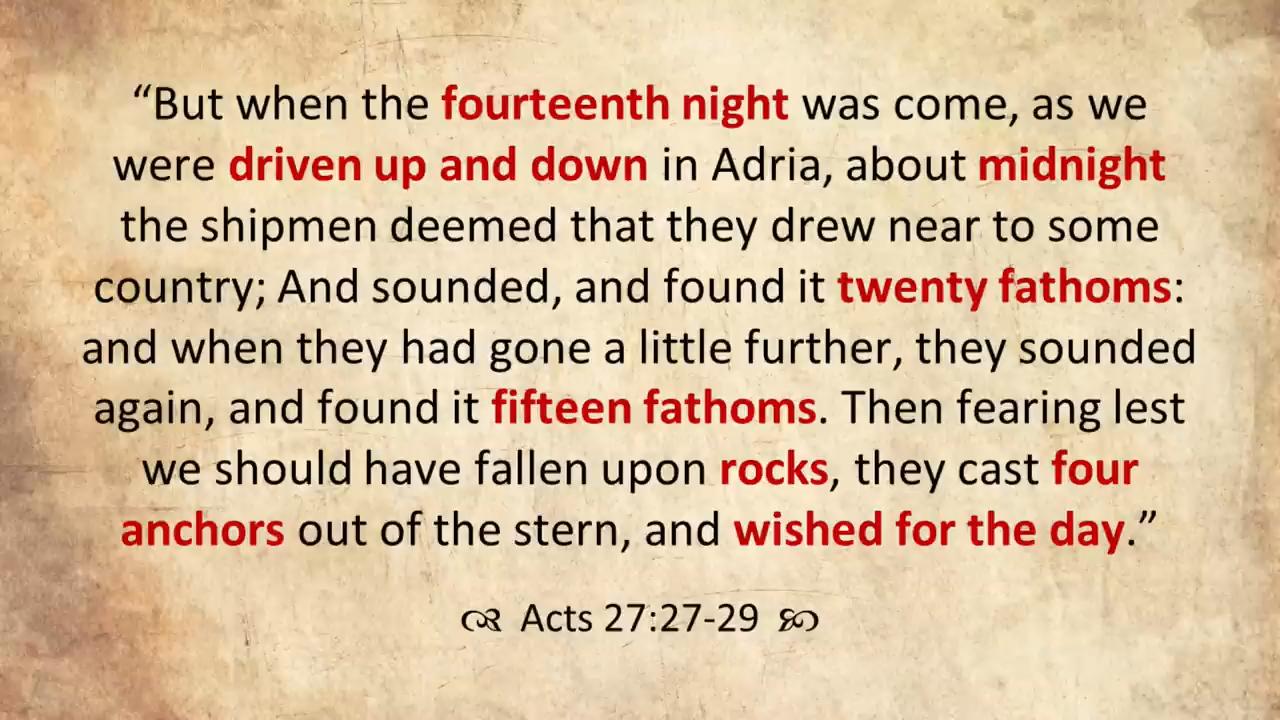 “But when the fourteenth night was come, as we
were driven up and down in Adria, about midnight
the shipmen deemed that they drew near to some
country; And sounded, and found it twenty fathoms:
and when they had gone a little further, they sounded
again, and found it fifteen fathoms. Then fearing lest
we should have fallen upon rocks, they cast four
anchors out of the stern, and wished for the day.”
Acts 27:27-29